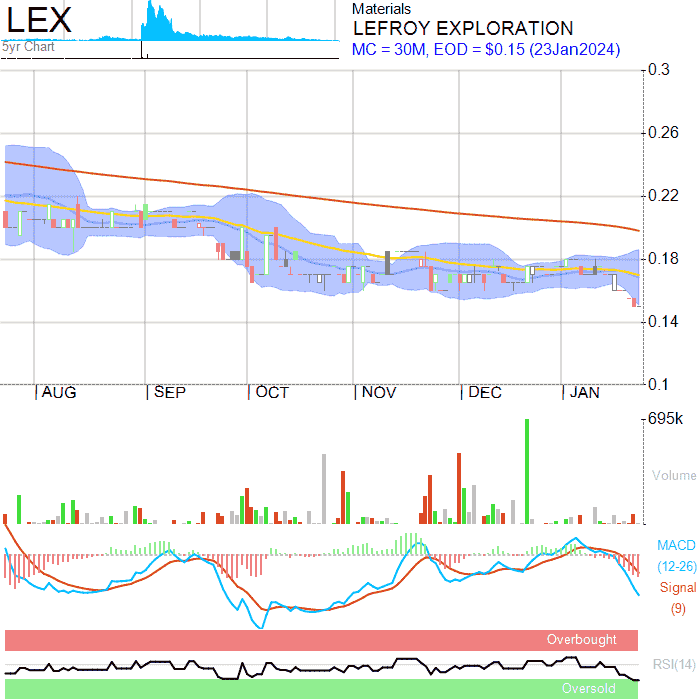 LEX
5yr Chart
Materials
LEFROY EXPLORATION
MC = 30M, EOD = $0.15 (23Jan2024)
0.3
0.26
0.22
0.18
0.14
0.1
AUG SEP OCT NOV DEC JAN
695k
Volume
MACD
(12-26)
Signal
(9)
Overbought
RSI(14)
Oversold